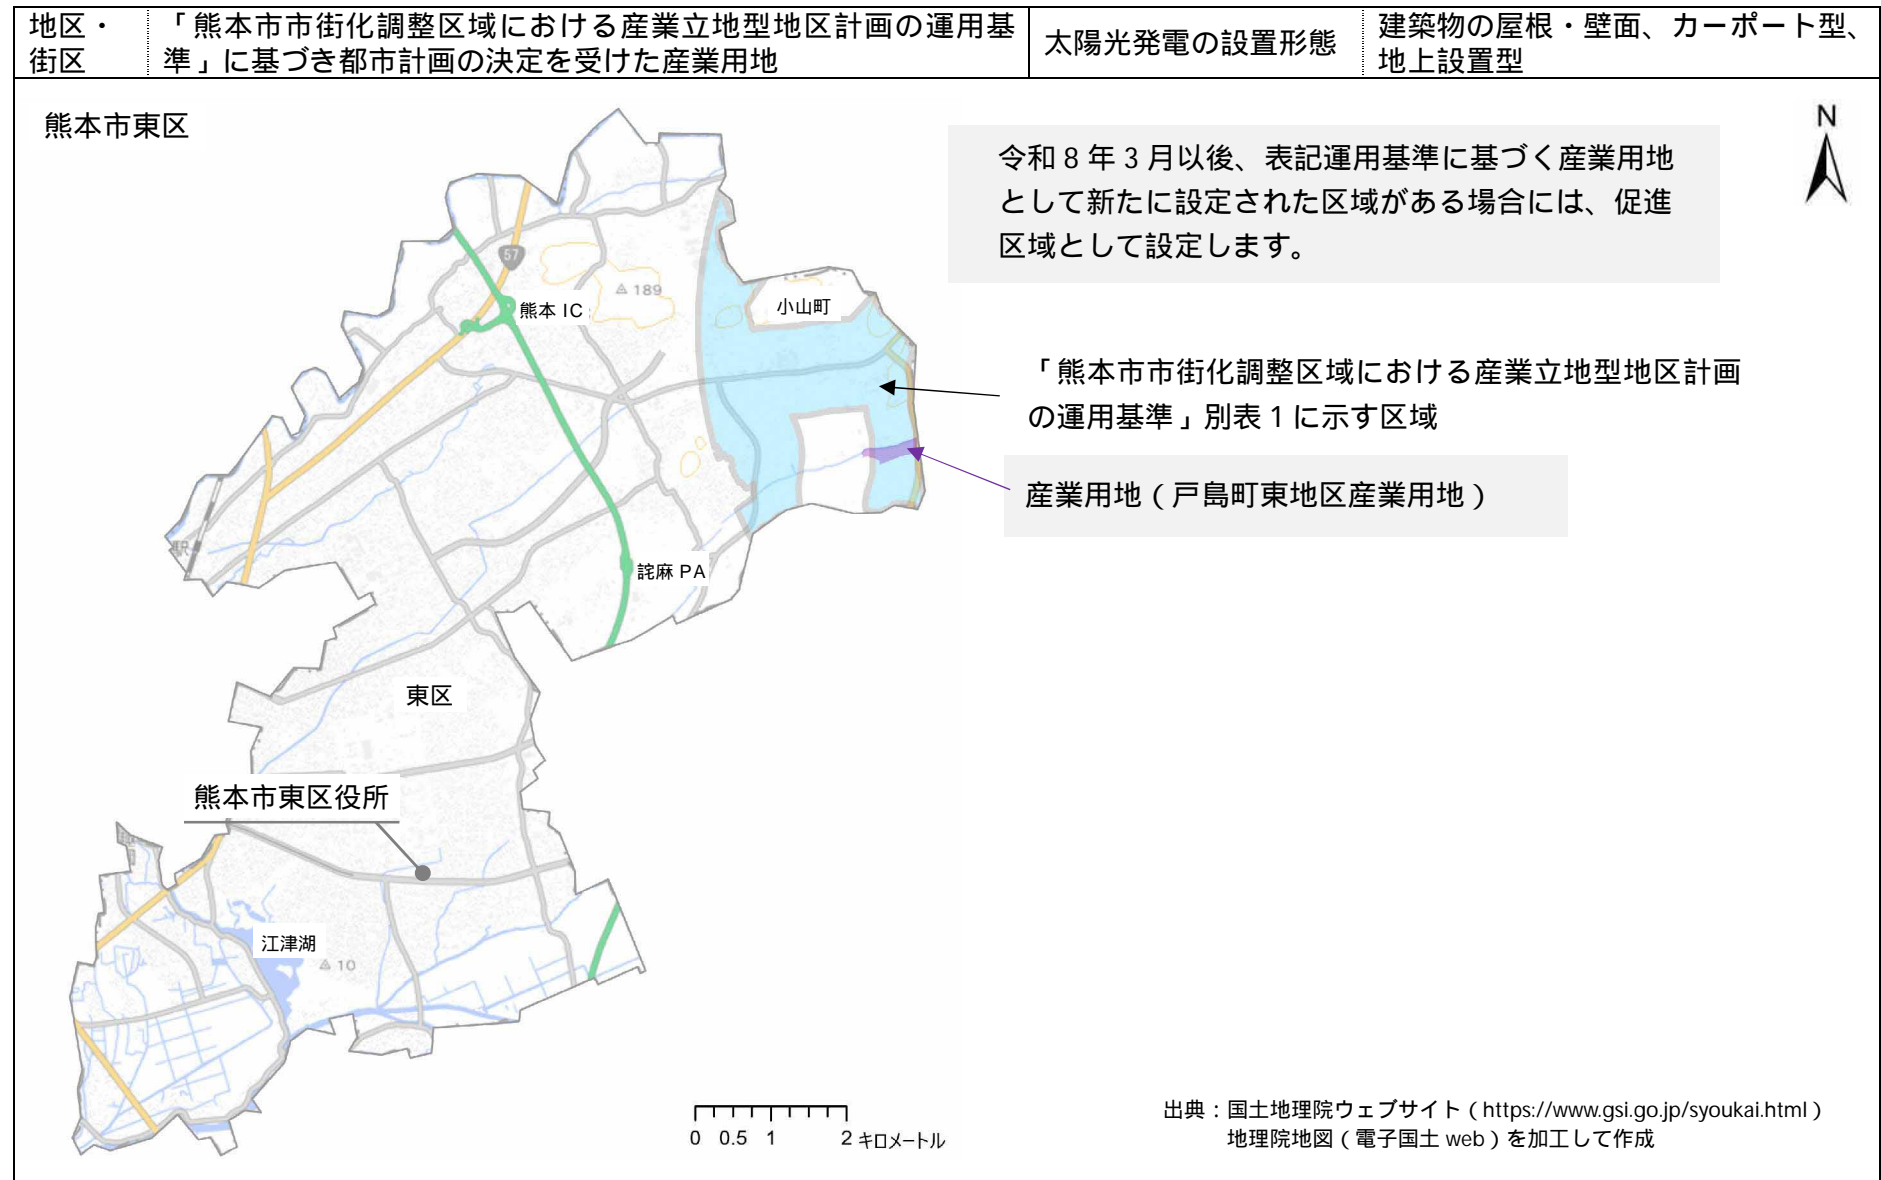 地区・
街区
「熊本市市街化調整区域における産業立地型地区計画の運用基
準」に基づき都市計画の決定を受けた産業用地
太陽光発電の設置形態
建築物の屋根・壁面、カーポート型、
地上設置型
熊本市東区
N
令和8年3月以後、表記運用基準に基づく産業用地
として新たに設定された区域がある場合には、促進
区域として設定します。
57
189
小山町
熊本 IC
「熊本市市街化調整区域における産業立地型地区計画
の運用基準」別表1に示す区域
産業用地(戸島町東地区産業用地)
駅
託麻 PA
東区
熊本市東区役所
江津湖
10
0 0.5 1 2 キロメートル
出典:国土地理院ウェブサイト(https://www.gsi.go.jp/syoukai.html)
地理院地図(電子国土 web)を加工して作成